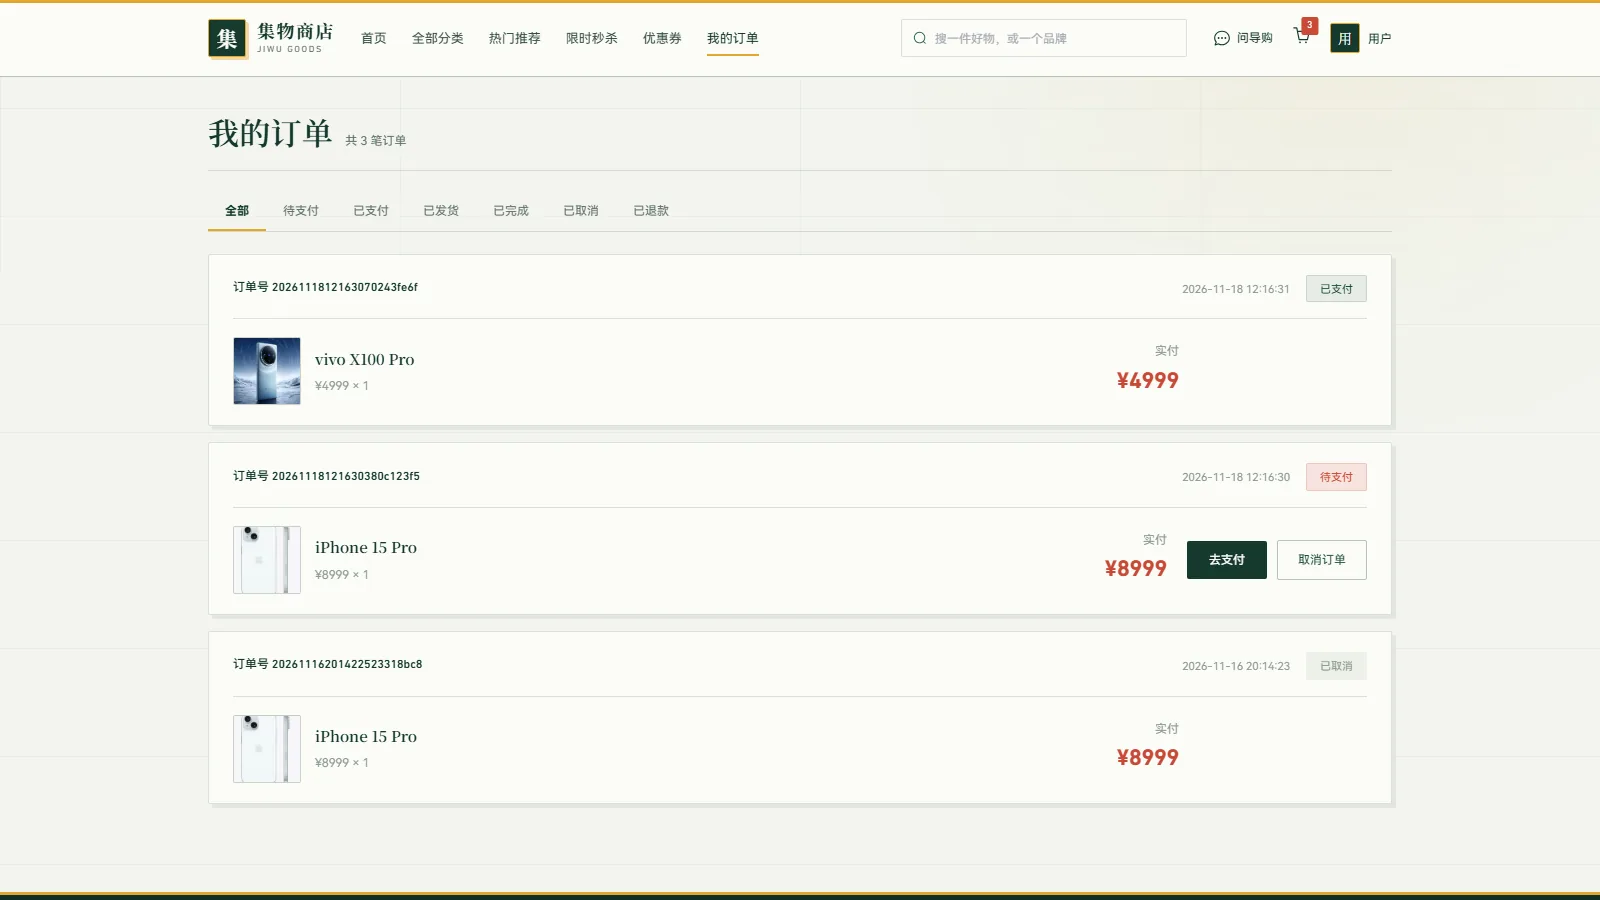 集 集物商店 首页 全部分类 热门推荐 限时秒杀 优惠券 我的订单 搜一件好物，或一个品牌 问导购 3 用 用户
JIWU GOODS
我的订单 共 3 笔订单
全部 待支付 已支付 已发货 已完成 已取消 已退款
订单号 2026111812163070243fe6f 2026-11-18 12:16:31 已支付
vivo X100 Pro
¥4999 × 1
实付
¥4999
订单号 20261118121630380c123f5 2026-11-18 12:16:30 待支付
iPhone 15 Pro
¥8999 × 1
实付
¥8999
去支付 取消订单
订单号 20261116201422523318bc8 2026-11-16 20:14:23 已取消
iPhone 15 Pro
¥8999 × 1
实付
¥8999